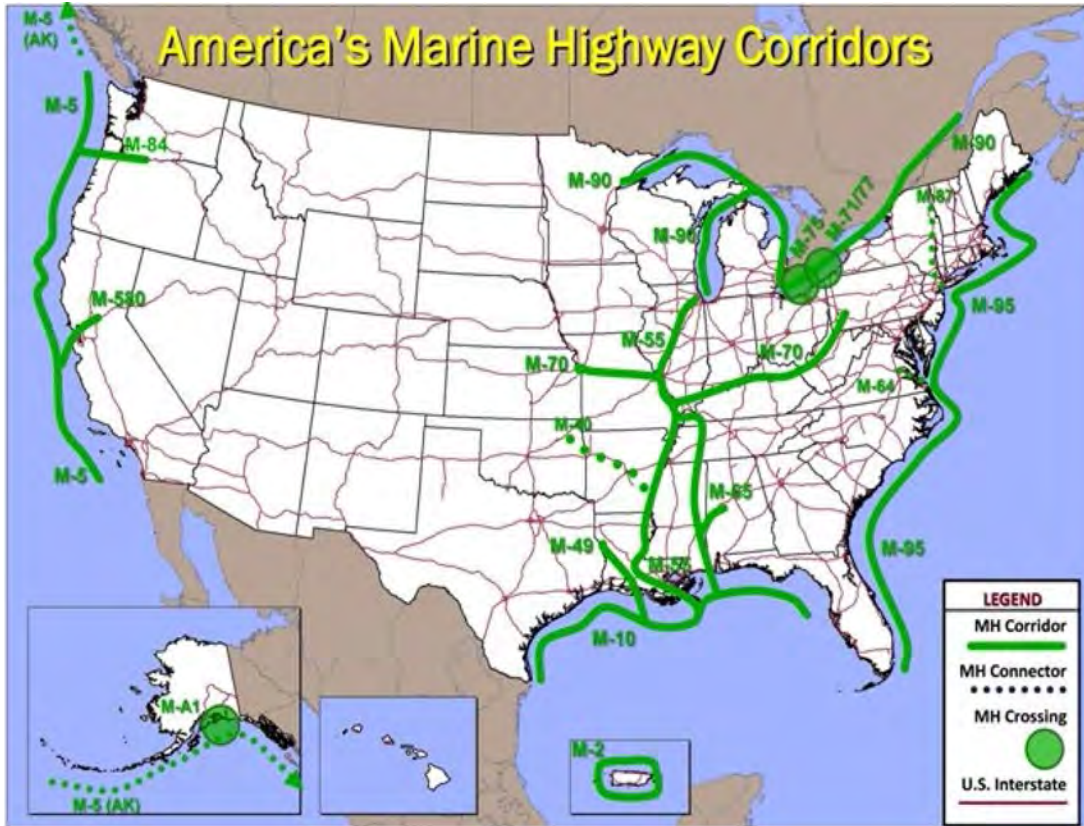 America's Marine Highway Corridors
M-5
(AK)
M-5
M-84
M-90
M-90
M-90
M-87
M-75
M-71/77
M-580
M-95
M-55
M-70
M-70
M-64
M-40
M-65
M-5
M-49
M-55
M-95
M-10
M-A1
M-5 (AK)
M-2
LEGEND
MH Corridor
MH Connector
MH Crossing
U.S. Interstate